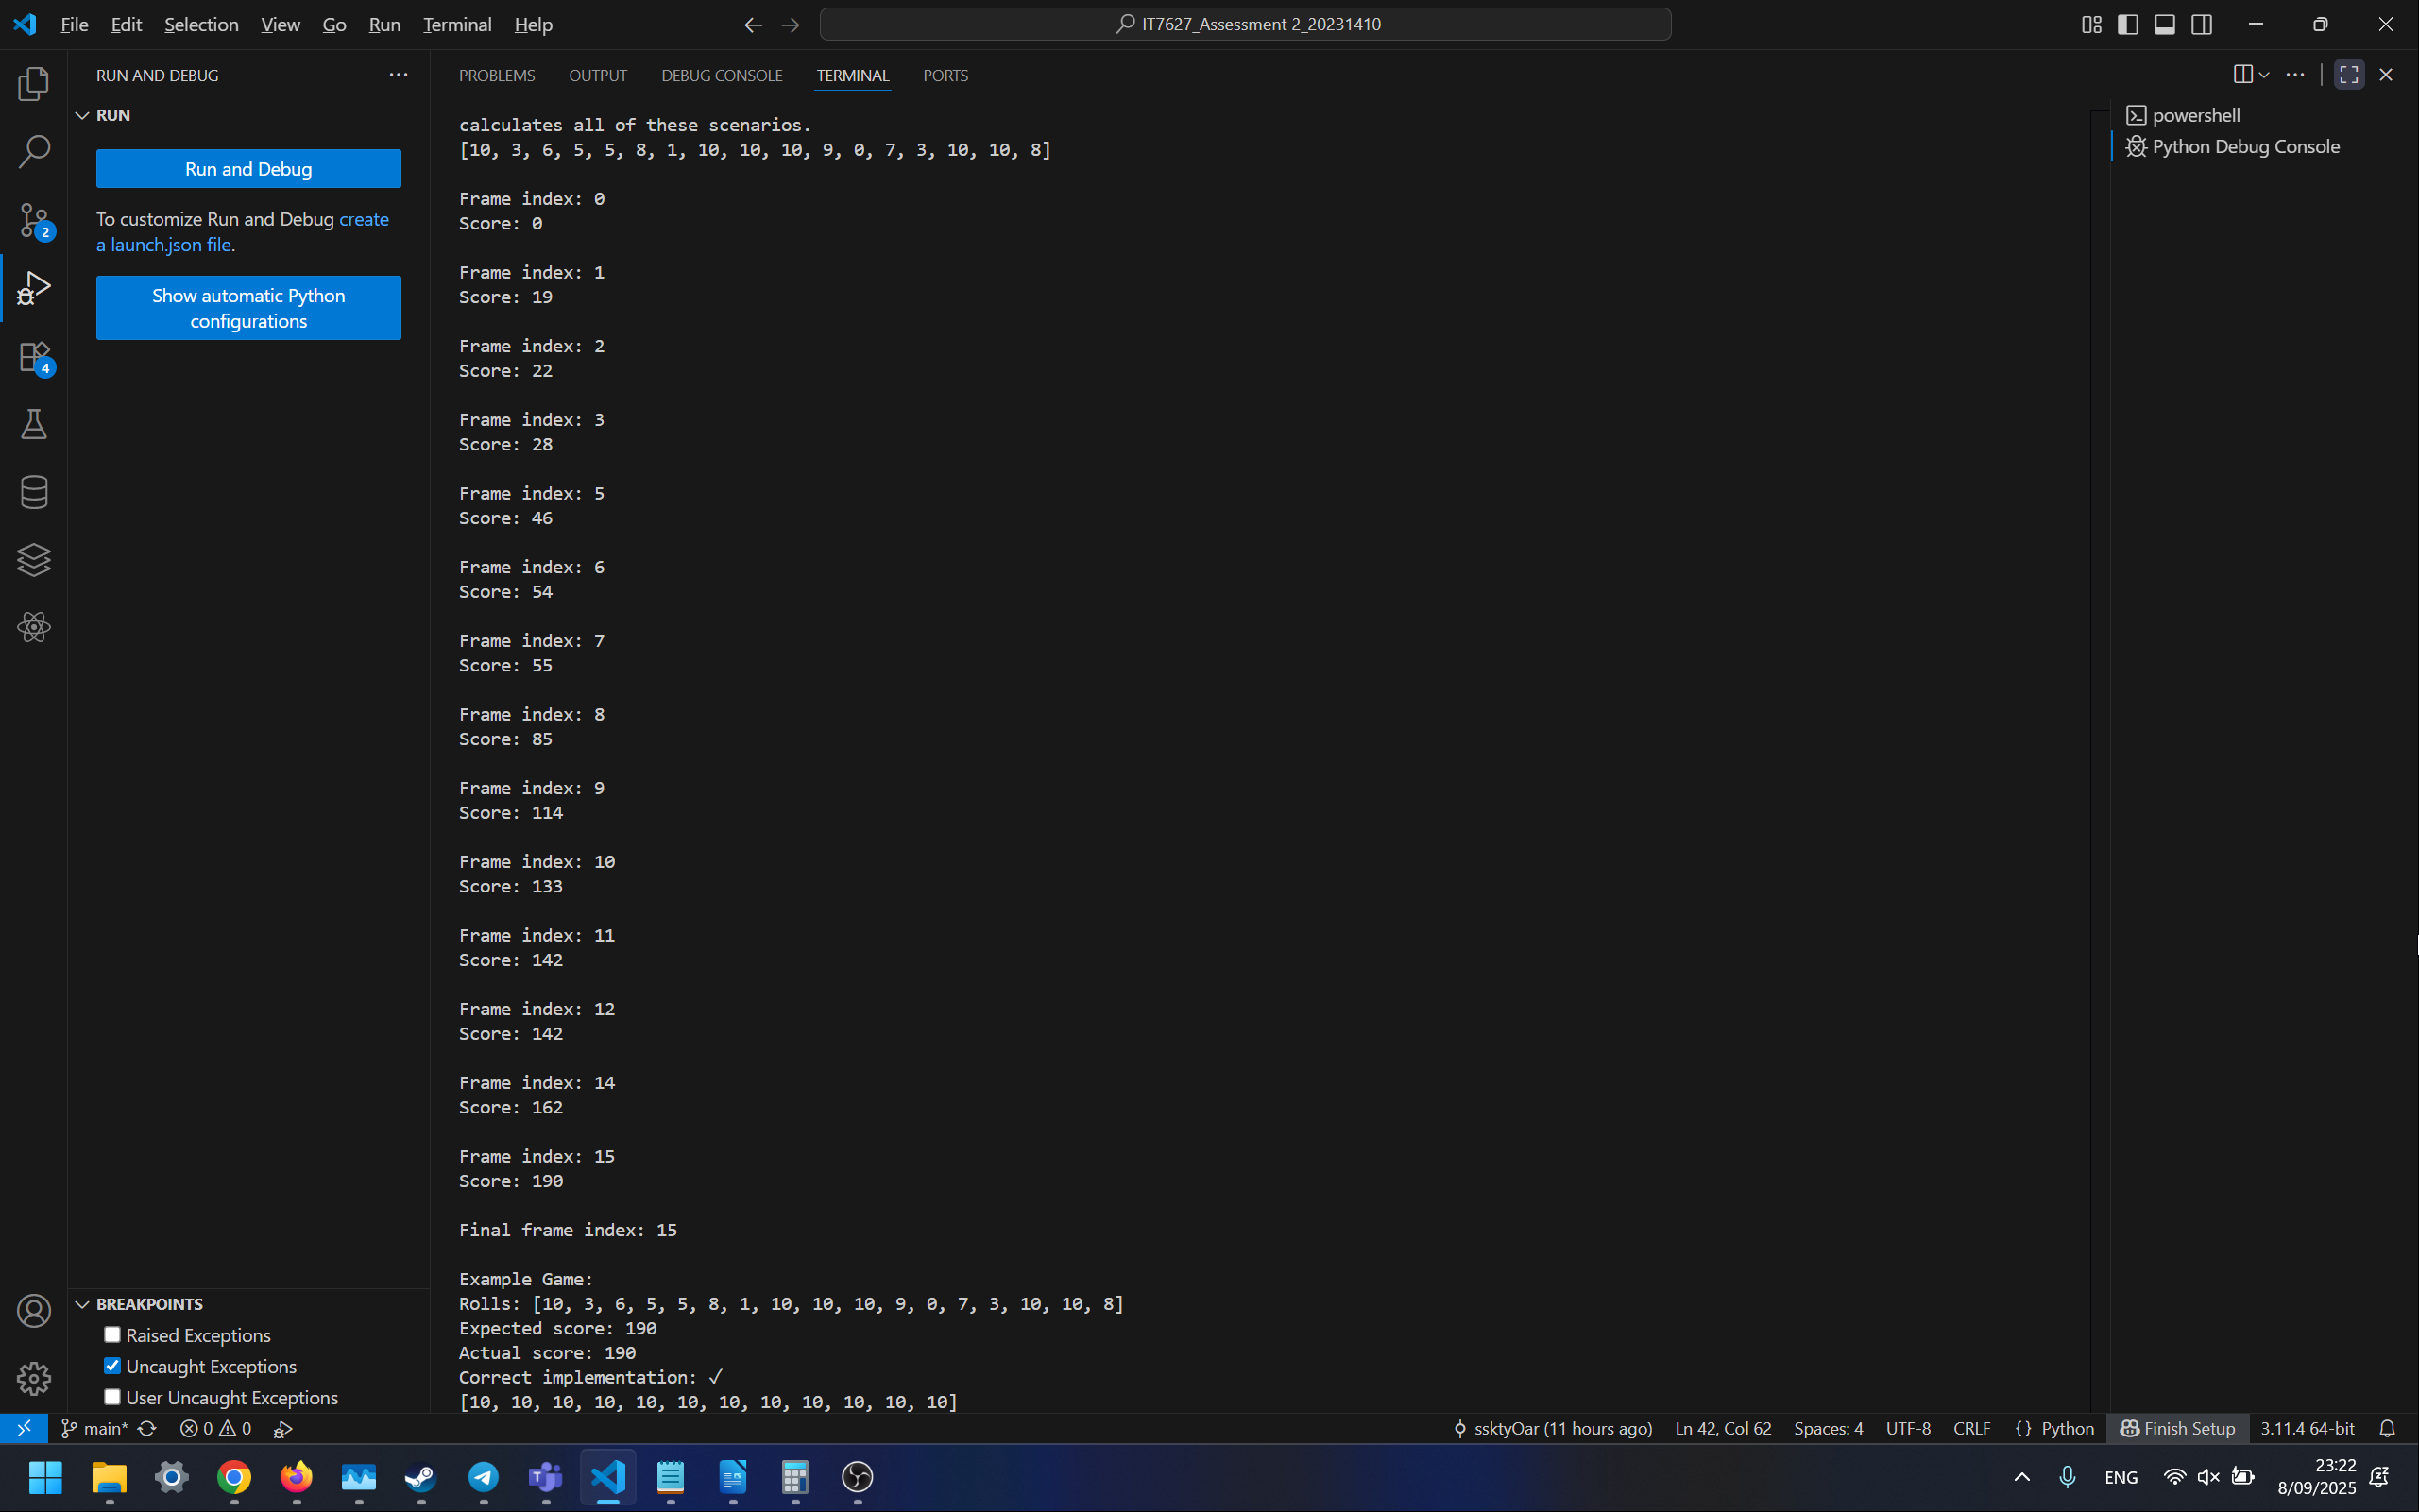 File Edit Selection View Go Run Terminal Help
IT7627_Assessment 2_20231410
RUN AND DEBUG
RUN
Run and Debug
To customize Run and Debug create
a launch.json file.
Show automatic Python
configurations
2
4
PROBLEMS OUTPUT DEBUG CONSOLE TERMINAL PORTS
powershell
Python Debug Console
calculates all of these scenarios.
[10, 3, 6, 5, 5, 8, 1, 10, 10, 10, 9, 0, 7, 3, 10, 10, 8]
Frame index: 0
Score: 0
Frame index: 1
Score: 19
Frame index: 2
Score: 22
Frame index: 3
Score: 28
Frame index: 5
Score: 46
Frame index: 6
Score: 54
Frame index: 7
Score: 55
Frame index: 8
Score: 85
Frame index: 9
Score: 114
Frame index: 10
Score: 133
Frame index: 11
Score: 142
Frame index: 12
Score: 142
Frame index: 14
Score: 162
Frame index: 15
Score: 190
Final frame index: 15
Example Game:
Rolls: [10, 3, 6, 5, 5, 8, 1, 10, 10, 10, 9, 0, 7, 3, 10, 10, 8]
Expected score: 190
Actual score: 190
Correct implementation: ✓
[10, 10, 10, 10, 10, 10, 10, 10, 10, 10, 10, 10]
BREAKPOINTS
Raised Exceptions
Uncaught Exceptions
User Uncaught Exceptions
main* 0 0 ssktyOar (11 hours ago) Ln 42, Col 62 Spaces: 4 UTF-8 CRLF {} Python Finish Setup 3.11.4 64-bit
ENG
23:22
8/09/2025